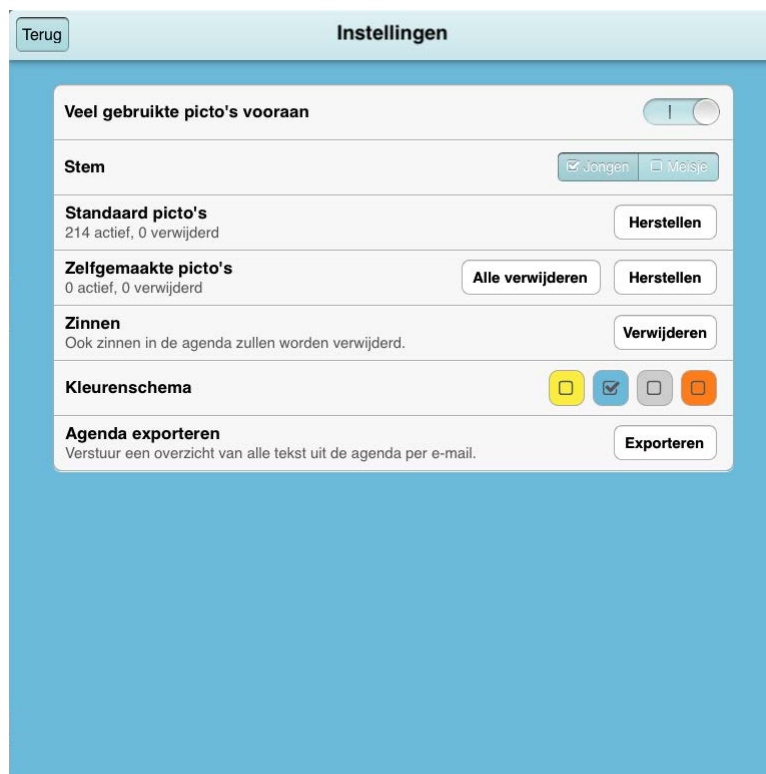 Terug
Instellingen
Veel gebruikte picto's vooraan
Stem
Jongen
Meisje
Standaard picto's
214 actief, 0 verwijderd
Herstellen
Zelfgemaakte picto's
0 actief, 0 verwijderd
Alle verwijderen
Herstellen
Zinnen
Ook zinnen in de agenda zullen worden verwijderd.
Verwijderen
Kleurenschema
Agenda exporteren
Verstuur een overzicht van alle tekst uit de agenda per e-mail.
Exporteren